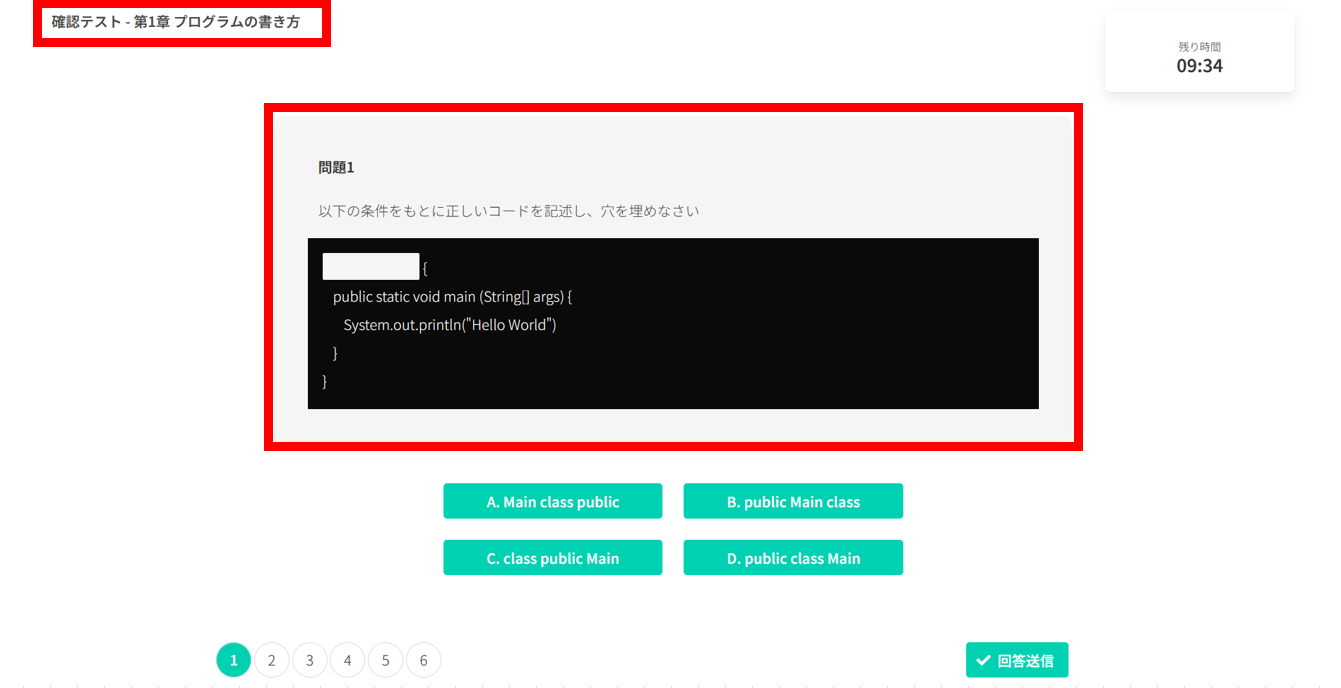 確認テスト - 第1章 プログラムの書き方
残り時間
09:34
問題1
以下の条件をもとに正しいコードを記述し、穴を埋めなさい
{
public static void main (String[] args) {
System.out.println("Hello World")
}
}
A. Main class public
B. public Main class
C. class public Main
D. public class Main
1 2 3 4 5 6
回答送信